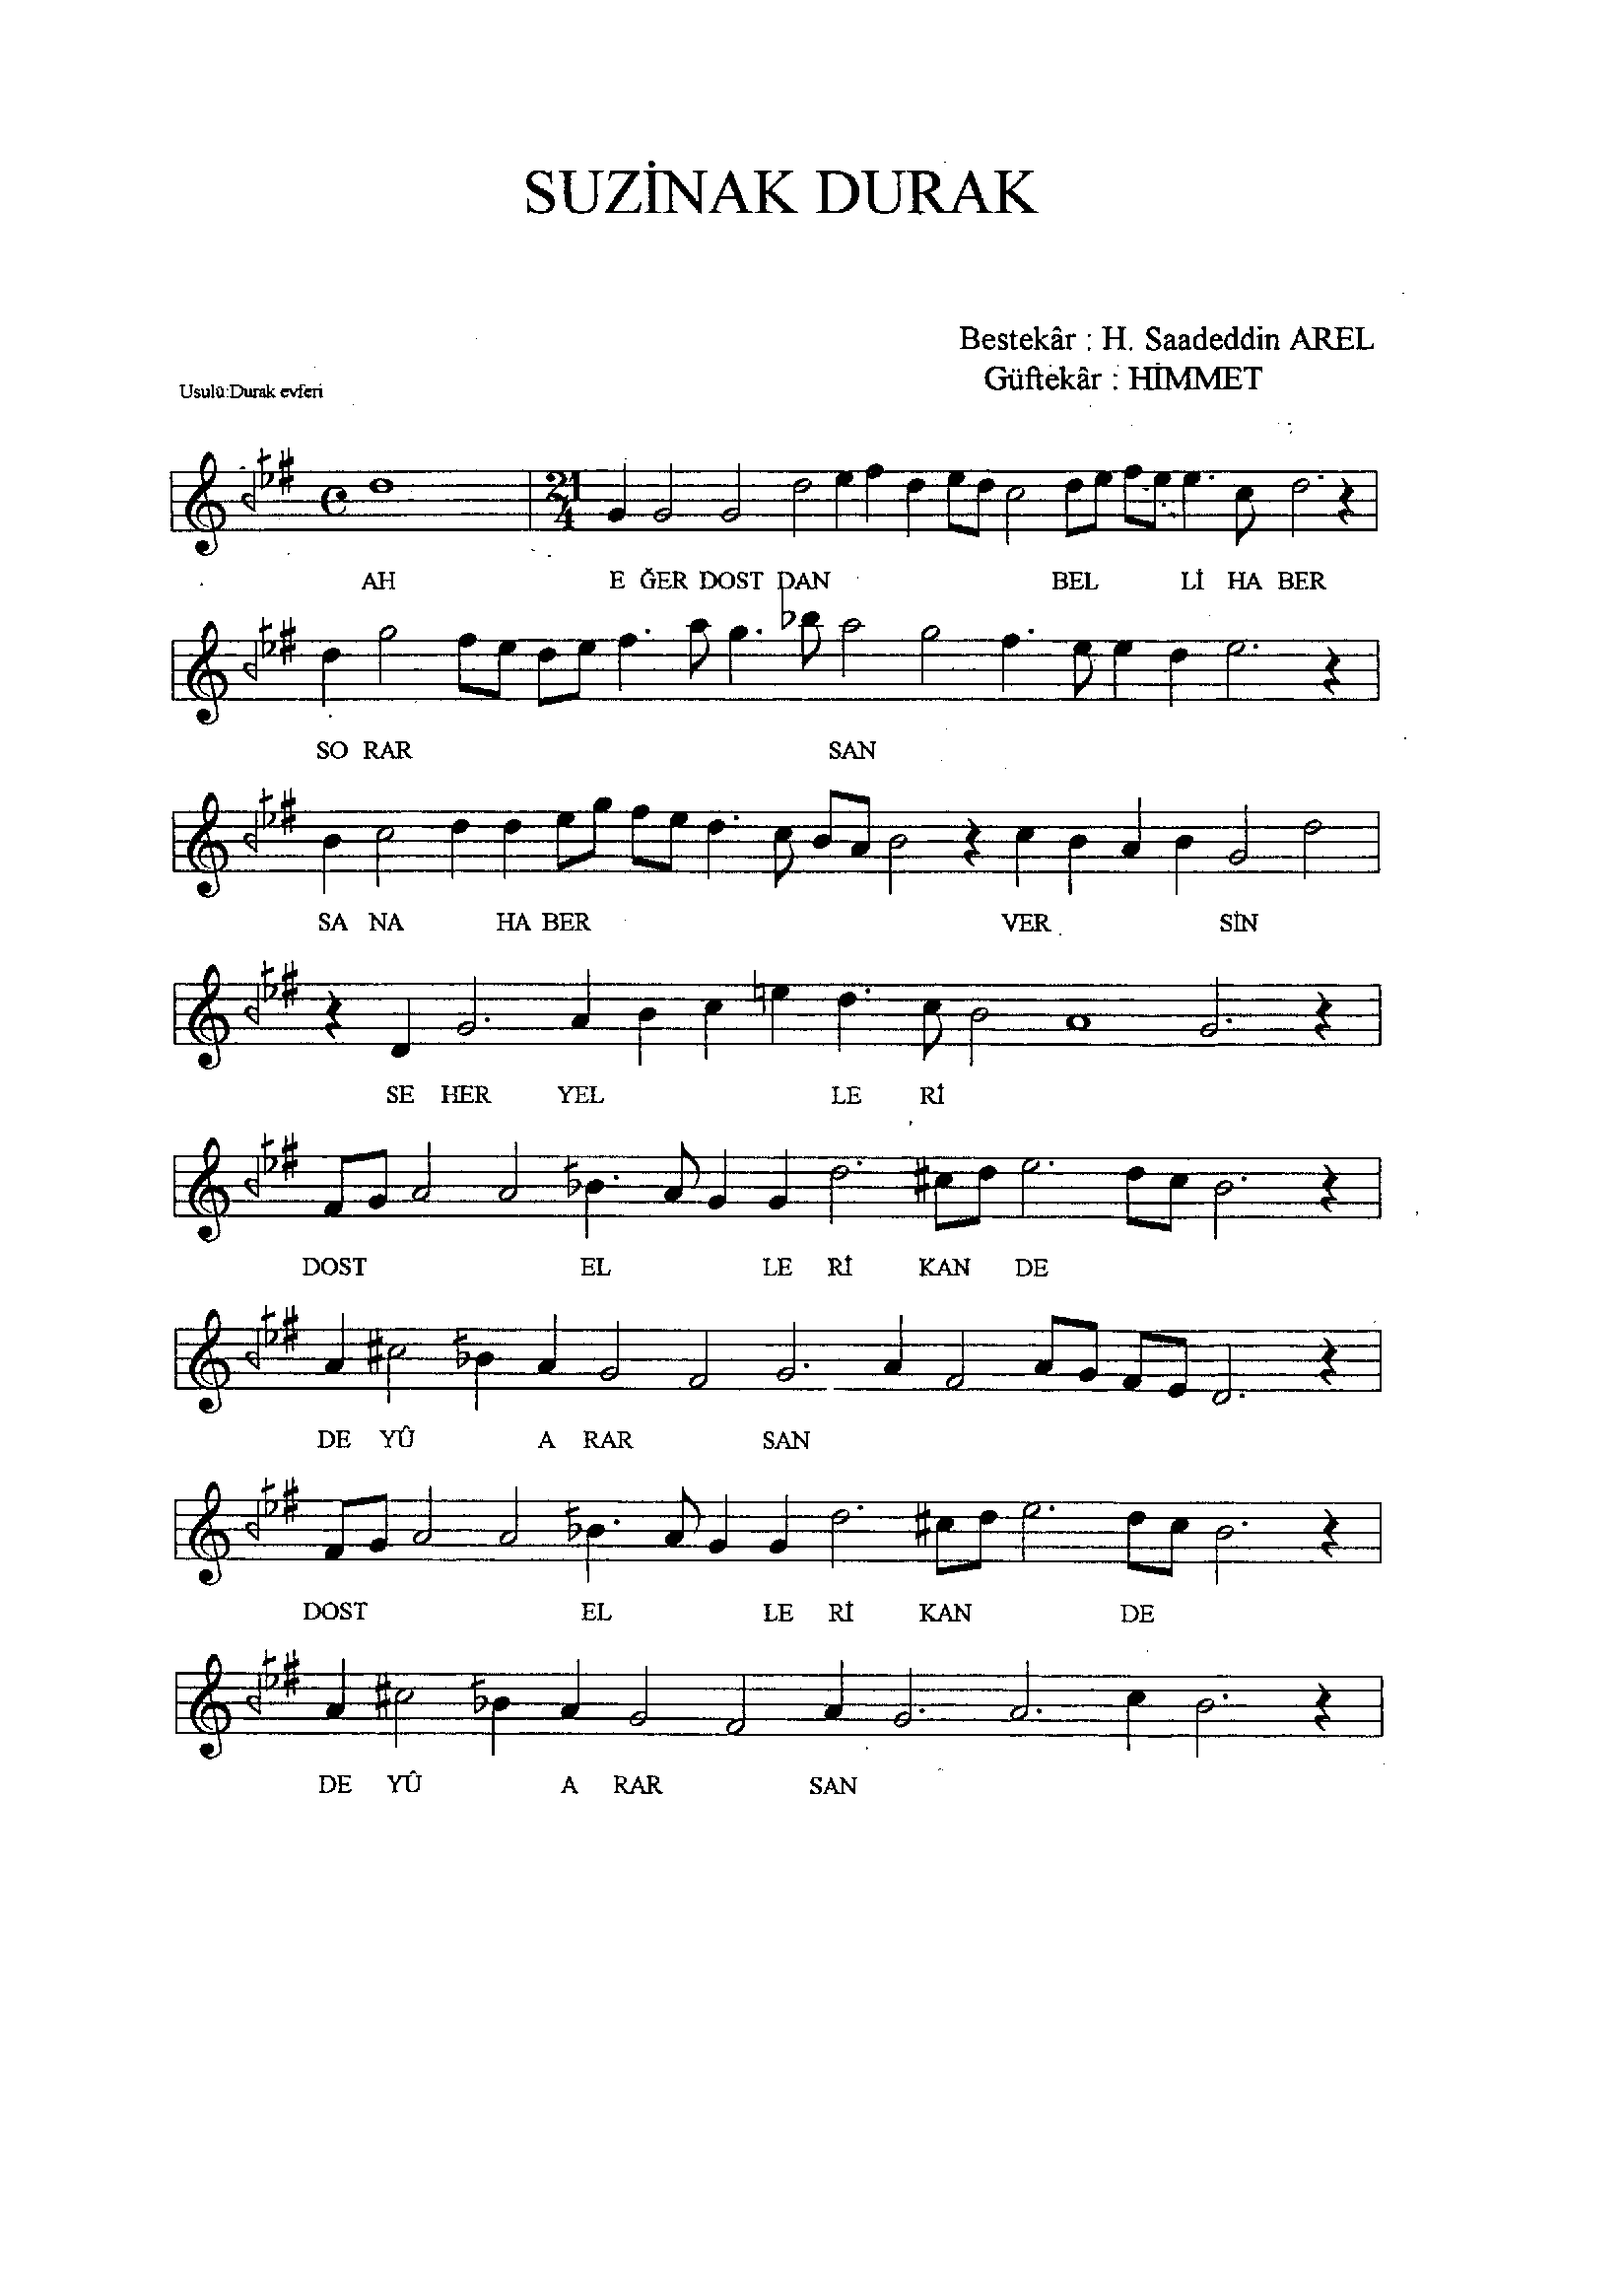 SUZİNAK DURAK
Bestekâr : H. Saadeddin AREL
Güftekâr : HİMMET
Usulü:Durak evferi
21
4
AH E ĞER DOST DAN BEL Lİ HA BER
SO RAR SAN
SA NA HA BER VER SİN
SE HER YEL LE Rİ
DOST EL LE Rİ KAN DE
DE YÛ A RAR SAN
DOST EL LE Rİ KAN DE
DE YÛ A RAR SAN